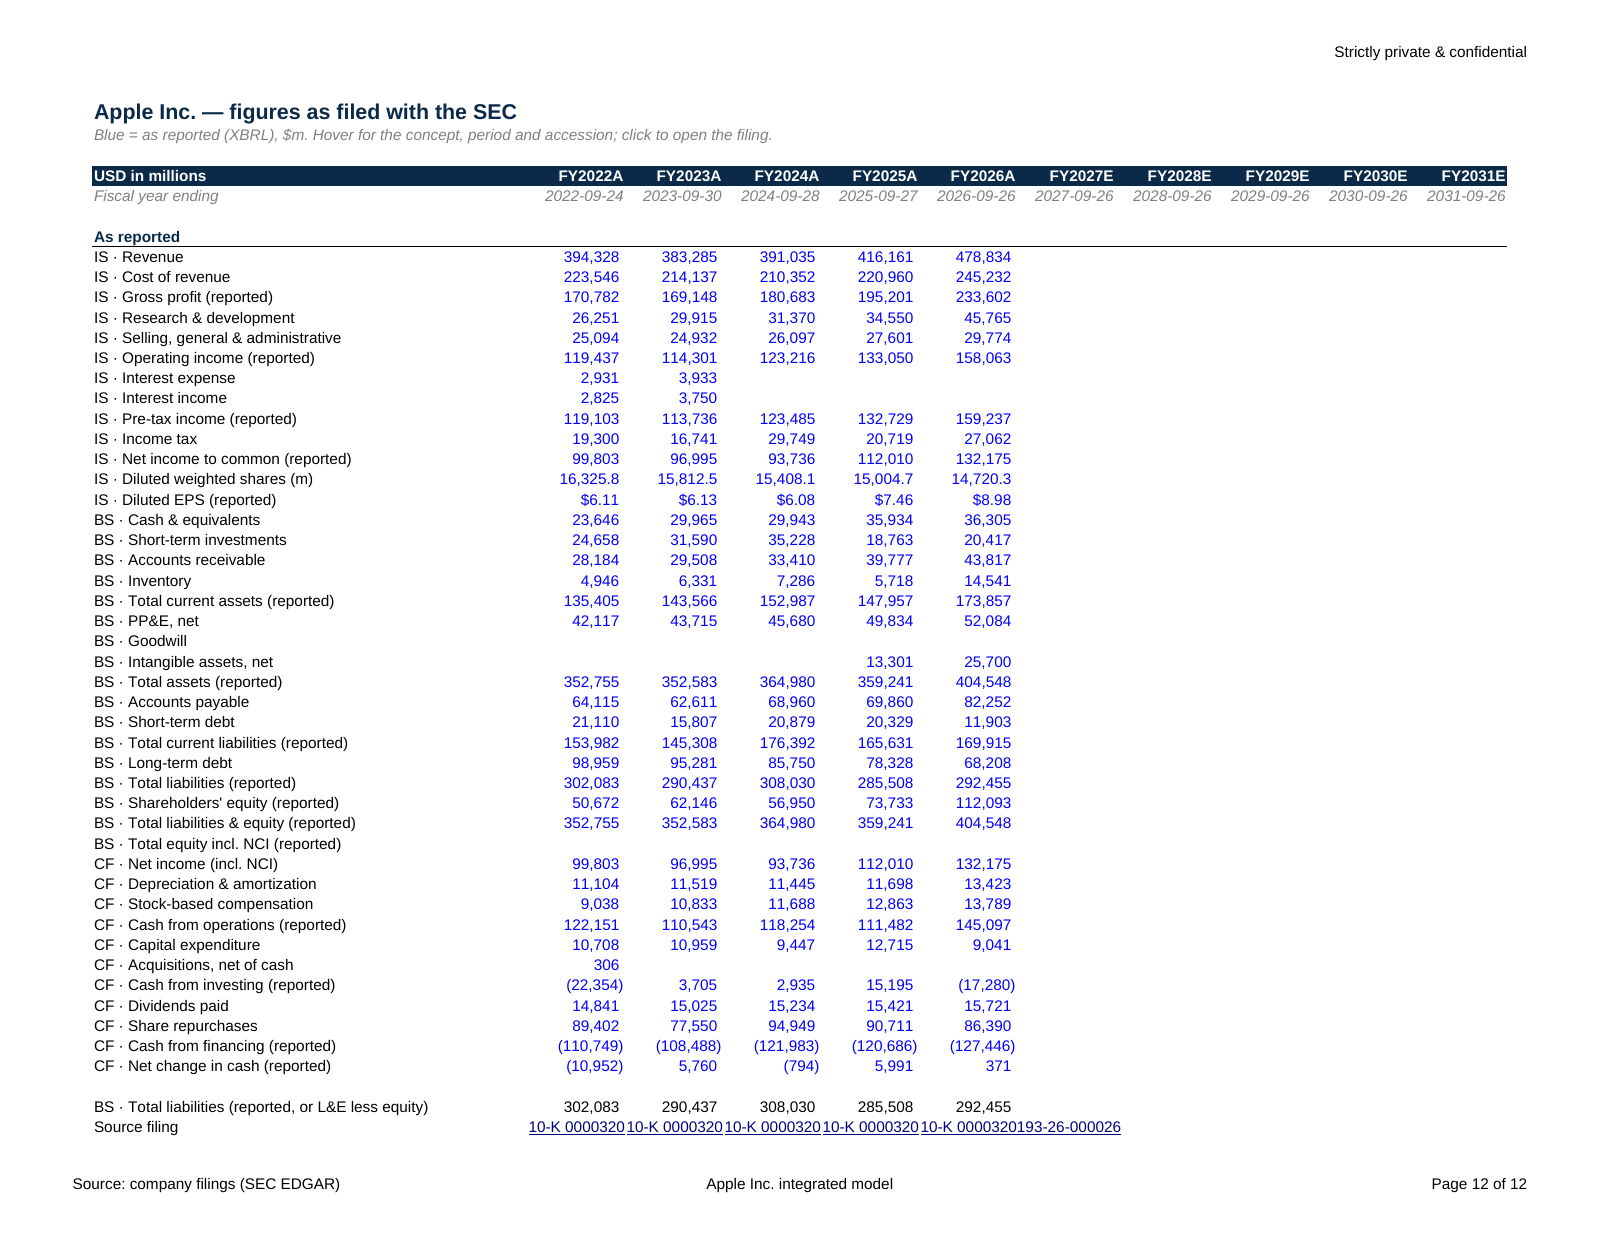 Strictly private & confidential
Apple Inc. — figures as filed with the SEC
Blue = as reported (XBRL), $m. Hover for the concept, period and accession; click to open the filing.
USD in millions FY2022A FY2023A FY2024A FY2025A FY2026A FY2027E FY2028E FY2029E FY2030E FY2031E
Fiscal year ending 2022-09-24 2023-09-30 2024-09-28 2025-09-27 2026-09-26 2027-09-26 2028-09-26 2029-09-26 2030-09-26 2031-09-26
As reported
IS · Revenue 394,328 383,285 391,035 416,161 478,834
IS · Cost of revenue 223,546 214,137 210,352 220,960 245,232
IS · Gross profit (reported) 170,782 169,148 180,683 195,201 233,602
IS · Research & development 26,251 29,915 31,370 34,550 45,765
IS · Selling, general & administrative 25,094 24,932 26,097 27,601 29,774
IS · Operating income (reported) 119,437 114,301 123,216 133,050 158,063
IS · Interest expense 2,931 3,933
IS · Interest income 2,825 3,750
IS · Pre-tax income (reported) 119,103 113,736 123,485 132,729 159,237
IS · Income tax 19,300 16,741 29,749 20,719 27,062
IS · Net income to common (reported) 99,803 96,995 93,736 112,010 132,175
IS · Diluted weighted shares (m) 16,325.8 15,812.5 15,408.1 15,004.7 14,720.3
IS · Diluted EPS (reported) $6.11 $6.13 $6.08 $7.46 $8.98
BS · Cash & equivalents 23,646 29,965 29,943 35,934 36,305
BS · Short-term investments 24,658 31,590 35,228 18,763 20,417
BS · Accounts receivable 28,184 29,508 33,410 39,777 43,817
BS · Inventory 4,946 6,331 7,286 5,718 14,541
BS · Total current assets (reported) 135,405 143,566 152,987 147,957 173,857
BS · PP&E, net 42,117 43,715 45,680 49,834 52,084
BS · Goodwill
BS · Intangible assets, net 13,301 25,700
BS · Total assets (reported) 352,755 352,583 364,980 359,241 404,548
BS · Accounts payable 64,115 62,611 68,960 69,860 82,252
BS · Short-term debt 21,110 15,807 20,879 20,329 11,903
BS · Total current liabilities (reported) 153,982 145,308 176,392 165,631 169,915
BS · Long-term debt 98,959 95,281 85,750 78,328 68,208
BS · Total liabilities (reported) 302,083 290,437 308,030 285,508 292,455
BS · Shareholders' equity (reported) 50,672 62,146 56,950 73,733 112,093
BS · Total liabilities & equity (reported) 352,755 352,583 364,980 359,241 404,548
BS · Total equity incl. NCI (reported)
CF · Net income (incl. NCI) 99,803 96,995 93,736 112,010 132,175
CF · Depreciation & amortization 11,104 11,519 11,445 11,698 13,423
CF · Stock-based compensation 9,038 10,833 11,688 12,863 13,789
CF · Cash from operations (reported) 122,151 110,543 118,254 111,482 145,097
CF · Capital expenditure 10,708 10,959 9,447 12,715 9,041
CF · Acquisitions, net of cash 306
CF · Cash from investing (reported) (22,354) 3,705 2,935 15,195 (17,280)
CF · Dividends paid 14,841 15,025 15,234 15,421 15,721
CF · Share repurchases 89,402 77,550 94,949 90,711 86,390
CF · Cash from financing (reported) (110,749) (108,488) (121,983) (120,686) (127,446)
CF · Net change in cash (reported) (10,952) 5,760 (794) 5,991 371
BS · Total liabilities (reported, or L&E less equity) 302,083 290,437 308,030 285,508 292,455
Source filing 10-K 0000320 10-K 0000320 10-K 0000320 10-K 0000320 10-K 0000320193-26-000026
Source: company filings (SEC EDGAR) Apple Inc. integrated model Page 12 of 12